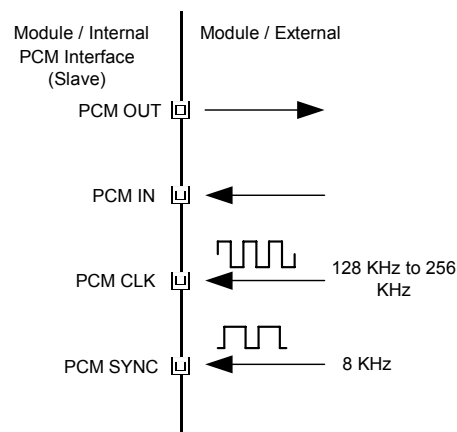 Module / Internal
PCM Interface
(Slave)
Module / External
PCM OUT
PCM IN
PCM CLK
128 KHz to 256
KHz
PCM SYNC
8 KHz